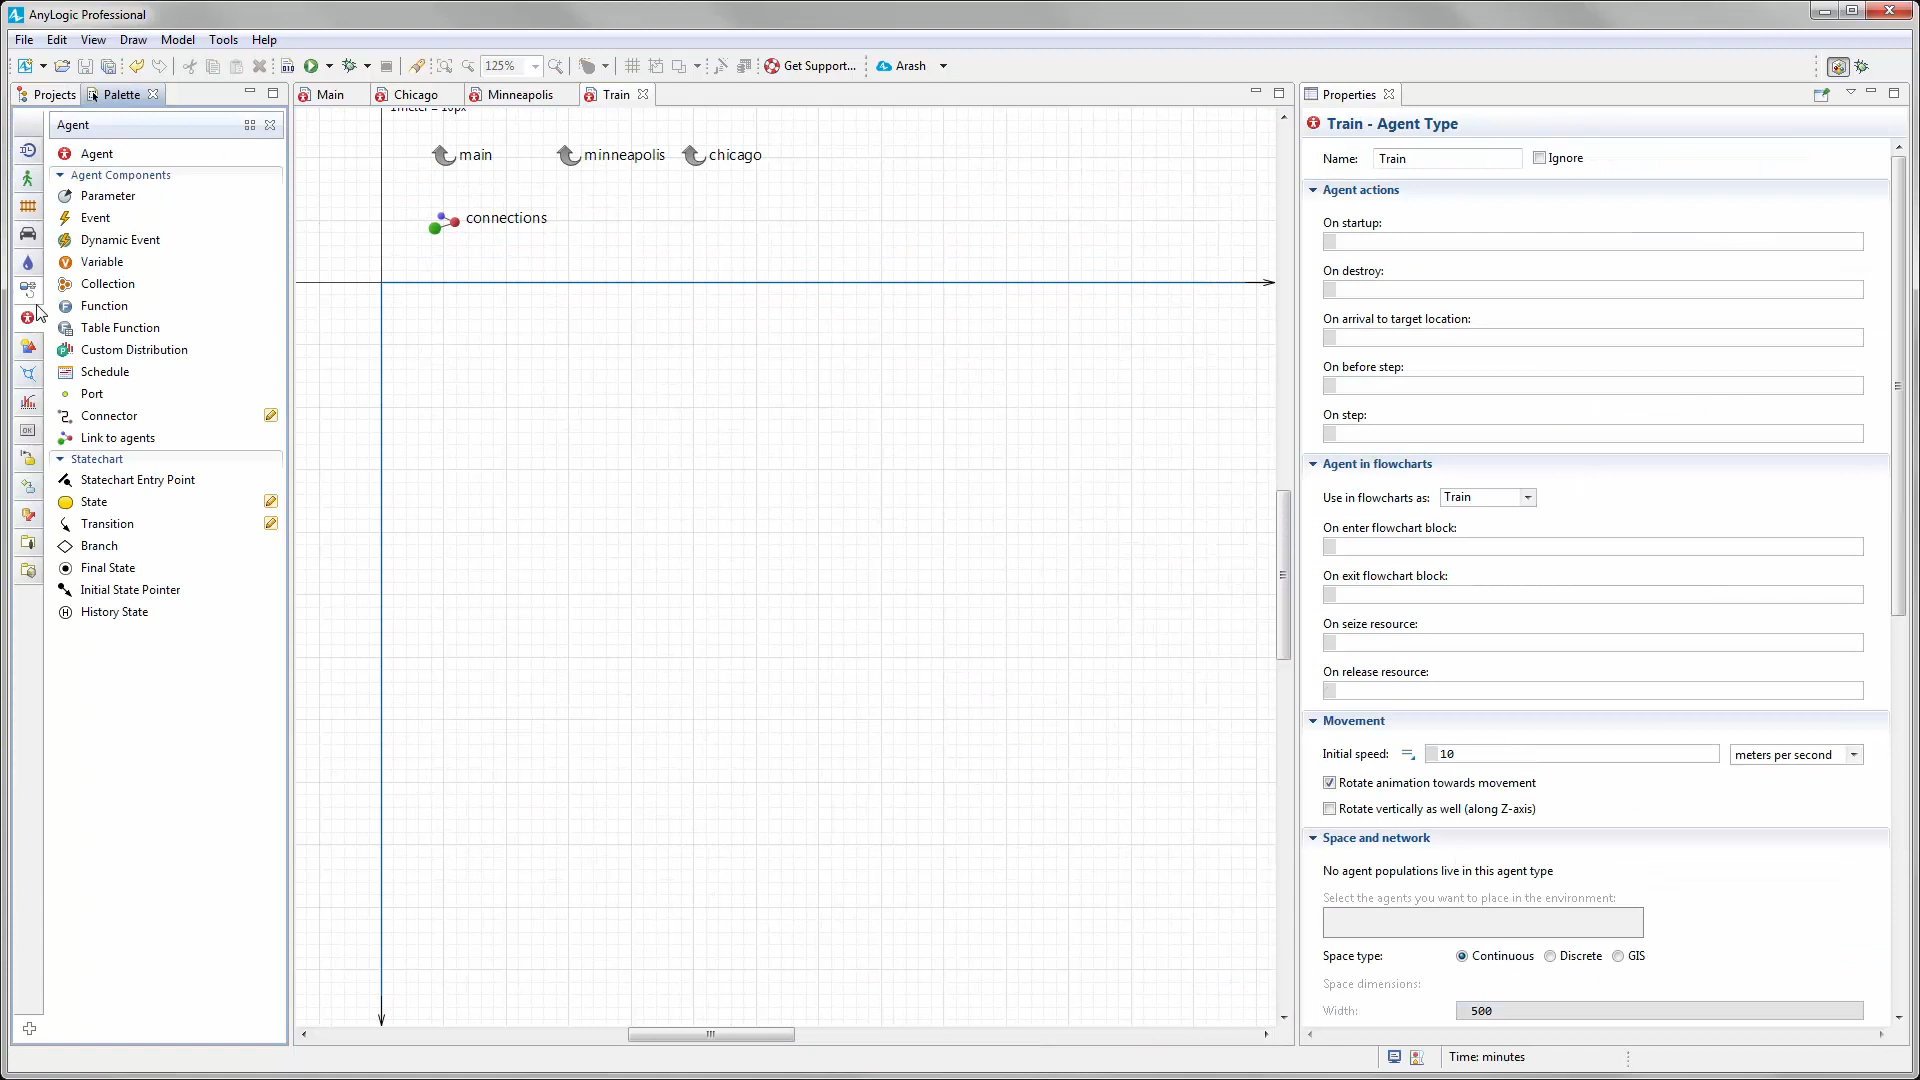 AnyLogic Professional
File Edit View Draw Model Tools Help
125% Get Support... Arash
Projects Palette Main Chicago Minneapolis Train Properties
Agent
Agent
Agent Components
Parameter
Event
Dynamic Event
Variable
Collection
Function
Table Function
Custom Distribution
Schedule
Port
Connector
Link to agents
Statechart
Statechart Entry Point
State
Transition
Branch
Final State
Initial State Pointer
History State
OK
main minneapolis chicago
connections
Train - Agent Type
Name: Train Ignore
Agent actions
On startup:
On destroy:
On arrival to target location:
On before step:
On step:
Agent in flowcharts
Use in flowcharts as: Train
On enter flowchart block:
On exit flowchart block:
On seize resource:
On release resource:
Movement
Initial speed: 10 meters per second
Rotate animation towards movement
Rotate vertically as well (along Z-axis)
Space and network
No agent populations live in this agent type
Select the agents you want to place in the environment:
Space type: Continuous Discrete GIS
Space dimensions:
Width: 500
Time: minutes